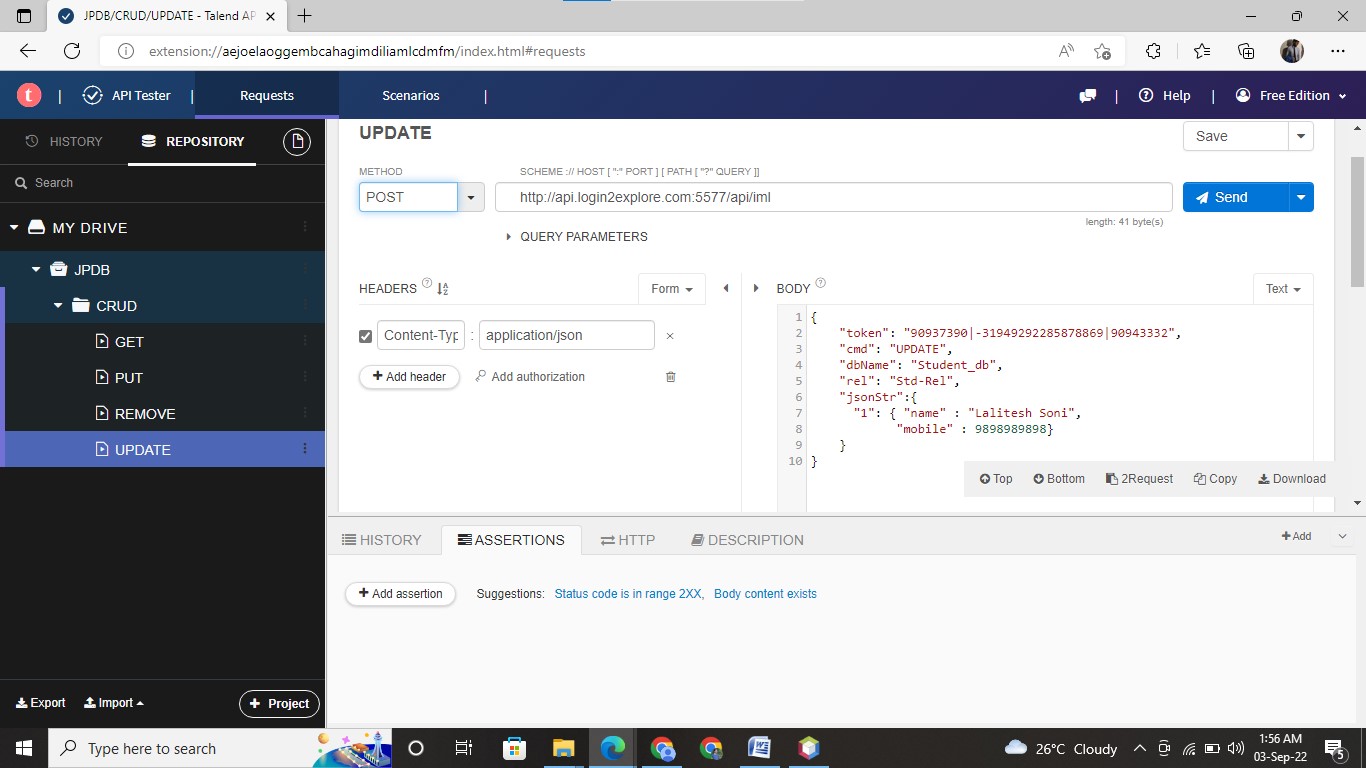 JPDB/CRUD/UPDATE - Talend AP
extension://aejoelaoggembcahagimdiliamlcdmfm/index.html#requests
t | API Tester | Requests Scenarios | | Help | Free Edition
HISTORY REPOSITORY
Search
MY DRIVE
JPDB
CRUD
GET
PUT
REMOVE
UPDATE
Export Import + Project
UPDATE
Save
METHOD SCHEME :// HOST [ ":" PORT ] [ PATH [ "?" QUERY ]]
POST http://api.login2explore.com:5577/api/iml Send
length: 41 byte(s)
QUERY PARAMETERS
HEADERS ? Form
Content-Typ : application/json ×
+ Add header Add authorization
BODY ? Text
1 {
2 "token": "90937390|-31949292285878869|90943332",
3 "cmd": "UPDATE",
4 "dbName": "Student_db",
5 "rel": "Std-Rel",
6 "jsonStr":{
7 "1": { "name" : "Lalitesh Soni",
8 "mobile" : 9898989898}
9 }
10 }
Top Bottom 2Request Copy Download
HISTORY ASSERTIONS HTTP DESCRIPTION + Add
+ Add assertion Suggestions: Status code is in range 2XX, Body content exists
Type here to search
26°C Cloudy
1:56 AM
03-Sep-22
5